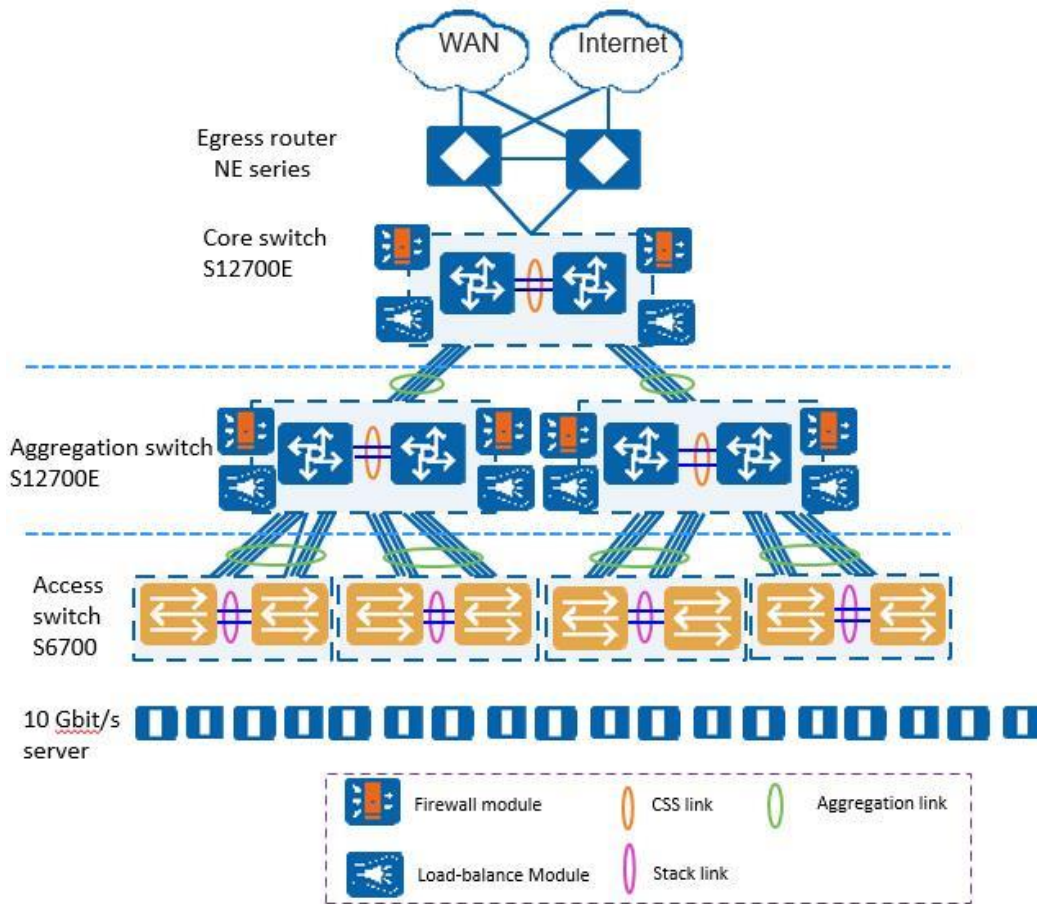 WAN
Internet
Egress router
NE series
Core switch
S12700E
Aggregation switch
S12700E
Access
switch
S6700
10 Gbit/s
server
Firewall module
CSS link
Aggregation link
Load-balance Module
Stack link